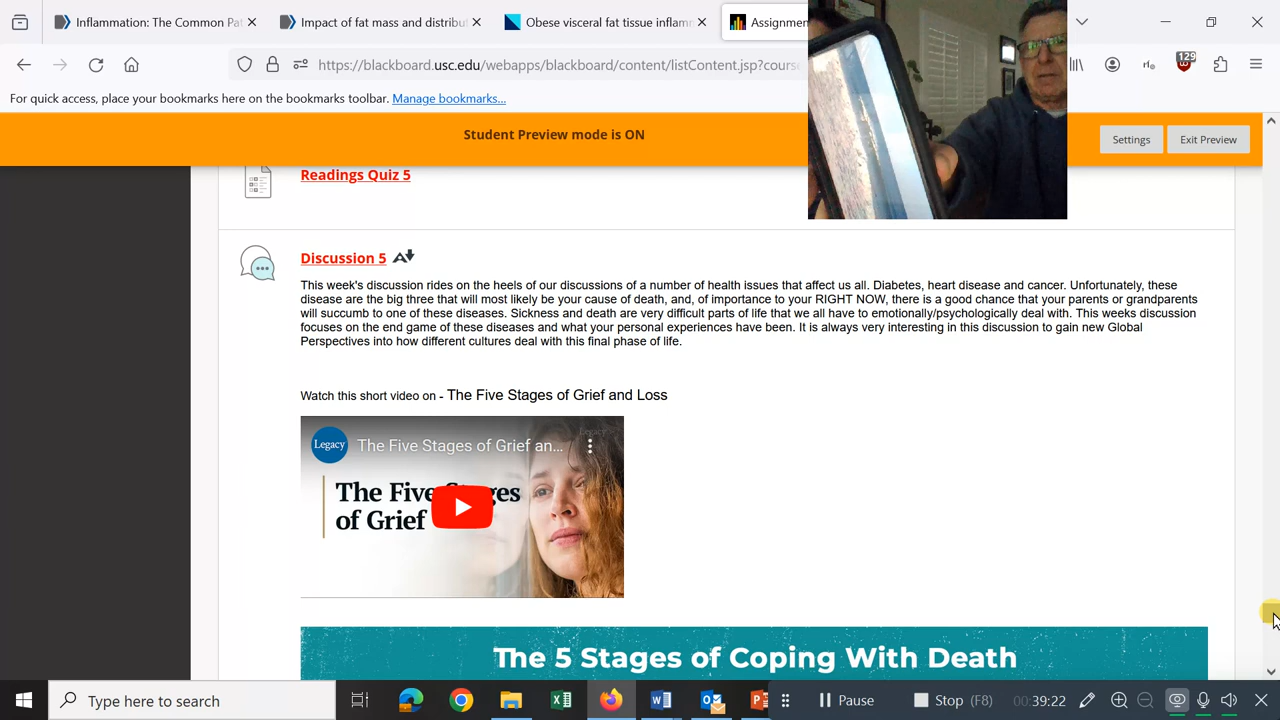 Inflammation: The Common Pat
Impact of fat mass and distribut
Obese visceral fat tissue inflamm
Assignmen
https://blackboard.usc.edu/webapps/blackboard/content/listContent.jsp?course
129
For quick access, place your bookmarks here on the bookmarks toolbar. Manage bookmarks...
Student Preview mode is ON
Settings
Exit Preview
Readings Quiz 5
Discussion 5
This week's discussion rides on the heels of our discussions of a number of health issues that affect us all. Diabetes, heart disease and cancer. Unfortunately, these
disease are the big three that will most likely be your cause of death, and, of importance to your RIGHT NOW, there is a good chance that your parents or grandparents
will succumb to one of these diseases. Sickness and death are very difficult parts of life that we all have to emotionally/psychologically deal with. This weeks discussion
focuses on the end game of these diseases and what your personal experiences have been. It is always very interesting in this discussion to gain new Global
Perspectives into how different cultures deal with this final phase of life.
Watch this short video on - The Five Stages of Grief and Loss
Legacy
The Five Stages of Grief an...
Legacy
The Five Stages
of Grief
The 5 Stages of Coping With Death
Type here to search
Pause
Stop (F8)
00:39:22